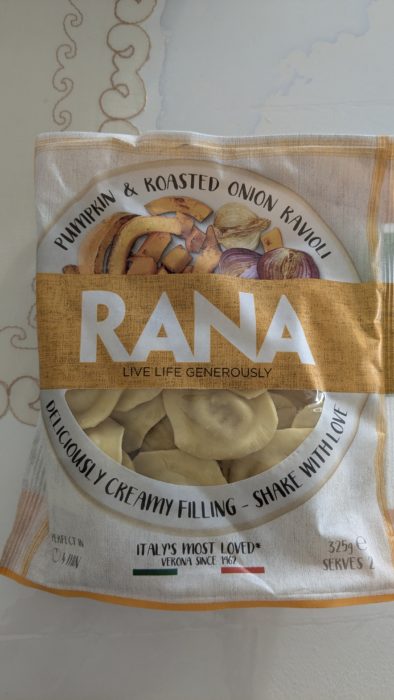 PUMPKIN & ROASTED ONION RAVIOLI
RANA
LIVE LIFE GENEROUSLY
DELICIOUSLY CREAMY FILLING - SHAKE WITH LOVE
PERFECT IN
4 MIN
ITALY'S MOST LOVED*
VERONA SINCE 1962
325g e
SERVES 2